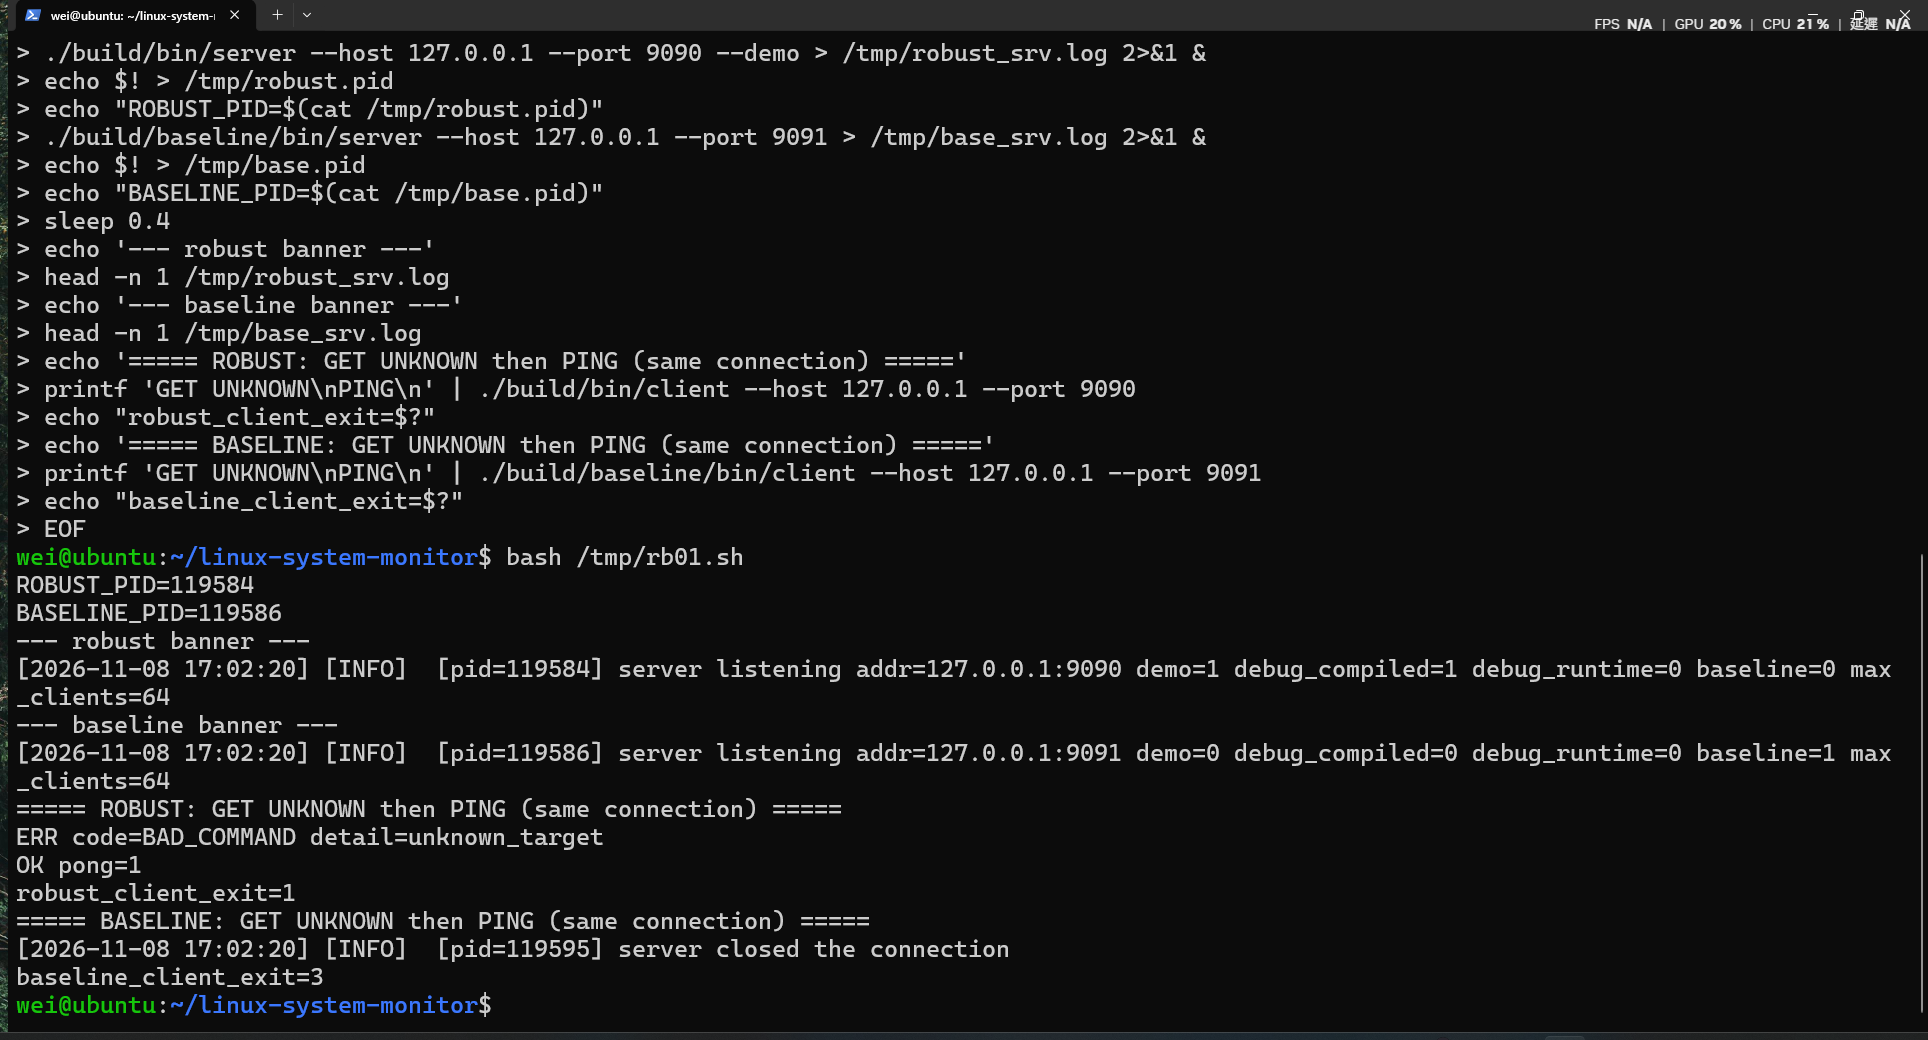 wei@ubuntu: ~/linux-system-
FPS N/A | GPU 20% | CPU 21% | 延遲 N/A
> ./build/bin/server --host 127.0.0.1 --port 9090 --demo > /tmp/robust_srv.log 2>&1 &
> echo $! > /tmp/robust.pid
> echo "ROBUST_PID=$(cat /tmp/robust.pid)"
> ./build/baseline/bin/server --host 127.0.0.1 --port 9091 > /tmp/base_srv.log 2>&1 &
> echo $! > /tmp/base.pid
> echo "BASELINE_PID=$(cat /tmp/base.pid)"
> sleep 0.4
> echo '--- robust banner ---'
> head -n 1 /tmp/robust_srv.log
> echo '--- baseline banner ---'
> head -n 1 /tmp/base_srv.log
> echo '===== ROBUST: GET UNKNOWN then PING (same connection) ====='
> printf 'GET UNKNOWN\nPING\n' | ./build/bin/client --host 127.0.0.1 --port 9090
> echo "robust_client_exit=$?"
> echo '===== BASELINE: GET UNKNOWN then PING (same connection) ====='
> printf 'GET UNKNOWN\nPING\n' | ./build/baseline/bin/client --host 127.0.0.1 --port 9091
> echo "baseline_client_exit=$?"
> EOF
wei@ubuntu:~/linux-system-monitor$ bash /tmp/rb01.sh
ROBUST_PID=119584
BASELINE_PID=119586
--- robust banner ---
[2026-11-08 17:02:20] [INFO]  [pid=119584] server listening addr=127.0.0.1:9090 demo=1 debug_compiled=1 debug_runtime=0 baseline=0 max
_clients=64
--- baseline banner ---
[2026-11-08 17:02:20] [INFO]  [pid=119586] server listening addr=127.0.0.1:9091 demo=0 debug_compiled=0 debug_runtime=0 baseline=1 max
_clients=64
===== ROBUST: GET UNKNOWN then PING (same connection) =====
ERR code=BAD_COMMAND detail=unknown_target
OK pong=1
robust_client_exit=1
===== BASELINE: GET UNKNOWN then PING (same connection) =====
[2026-11-08 17:02:20] [INFO]  [pid=119595] server closed the connection
baseline_client_exit=3
wei@ubuntu:~/linux-system-monitor$